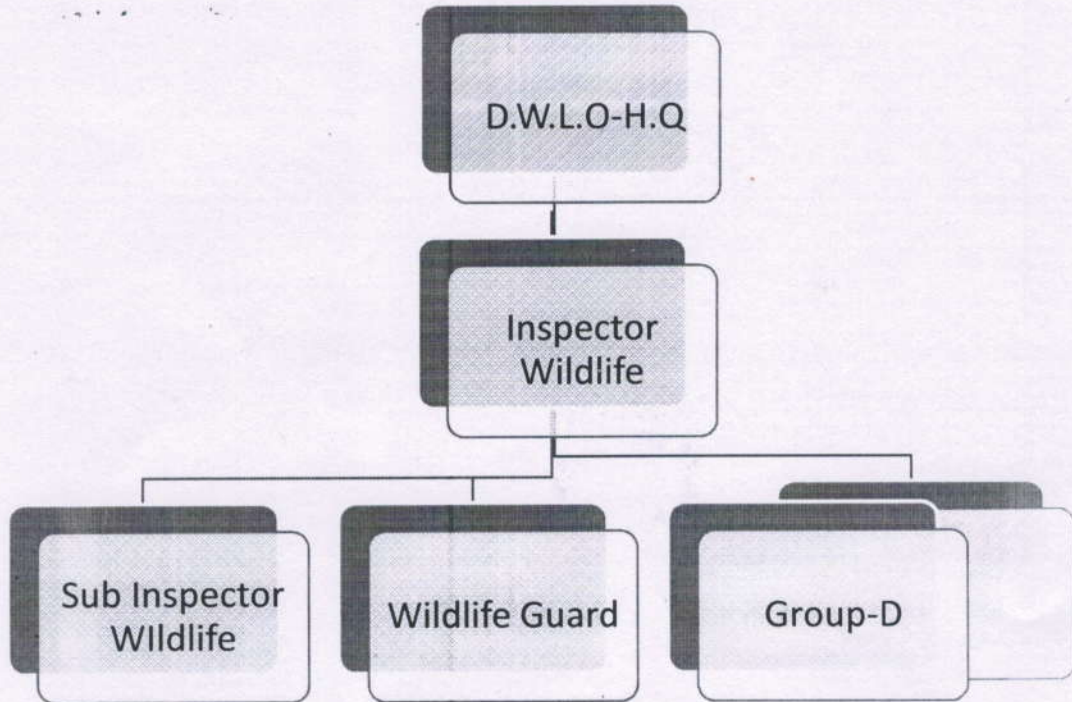 D.W.L.O-H.Q
Inspector
Wildlife
Sub Inspector
WIldlife
Wildlife Guard
Group-D